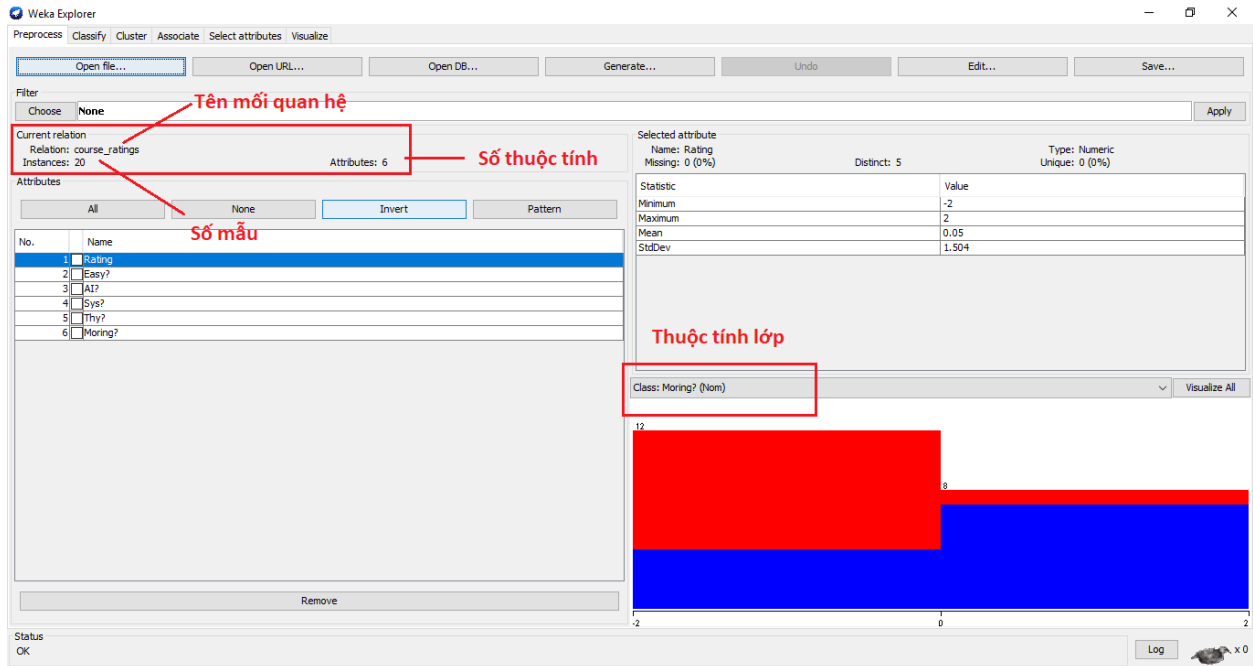 Weka Explorer
Preprocess Classify Cluster Associate Select attributes Visualize
Open file... Open URL... Open DB... Generate... Undo Edit... Save...
Filter
Choose None Apply
Tên mối quan hệ
Current relation
Relation: course_ratings
Instances: 20 Attributes: 6
Số thuộc tính
Số mẫu
Attributes
All None Invert Pattern
No. Name
1 Rating
2 Easy?
3 AI?
4 Sys?
5 Thy?
6 Moring?
Remove
Selected attribute
Name: Rating Type: Numeric
Missing: 0 (0%) Distinct: 5 Unique: 0 (0%)
Statistic Value
Minimum -2
Maximum 2
Mean 0.05
StdDev 1.504
Thuộc tính lớp
Class: Moring? (Nom) Visualize All
12
8
-2 0 2
Status
OK Log x 0